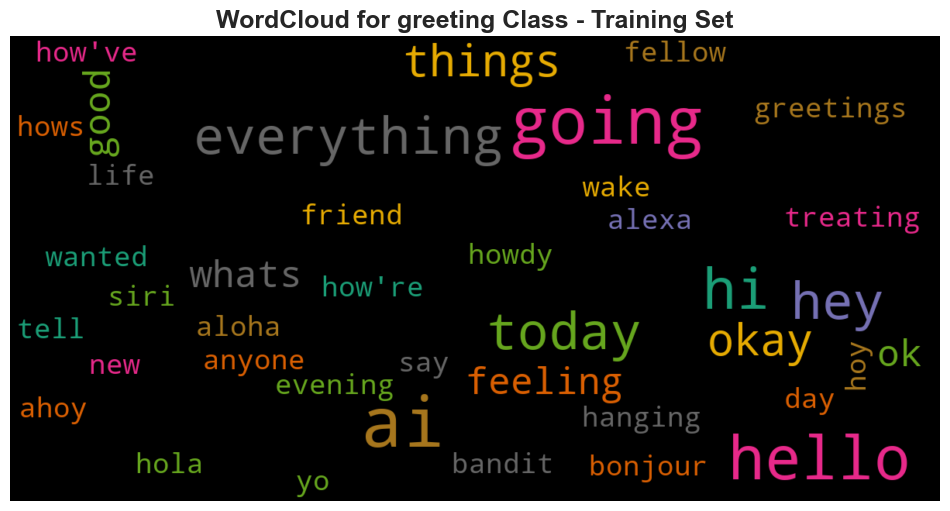 WordCloud for greeting Class - Training Set
how've
things
fellow
good
going
greetings
hows
everything
life
wake
friend
alexa
treating
wanted
howdy
whats
how're
hi
hey
siri
tell
aloha
today
okay
new
anyone
say
hoy
ok
evening
feeling
day
ahoy
ai
hanging
hola
yo
bandit
bonjour
hello